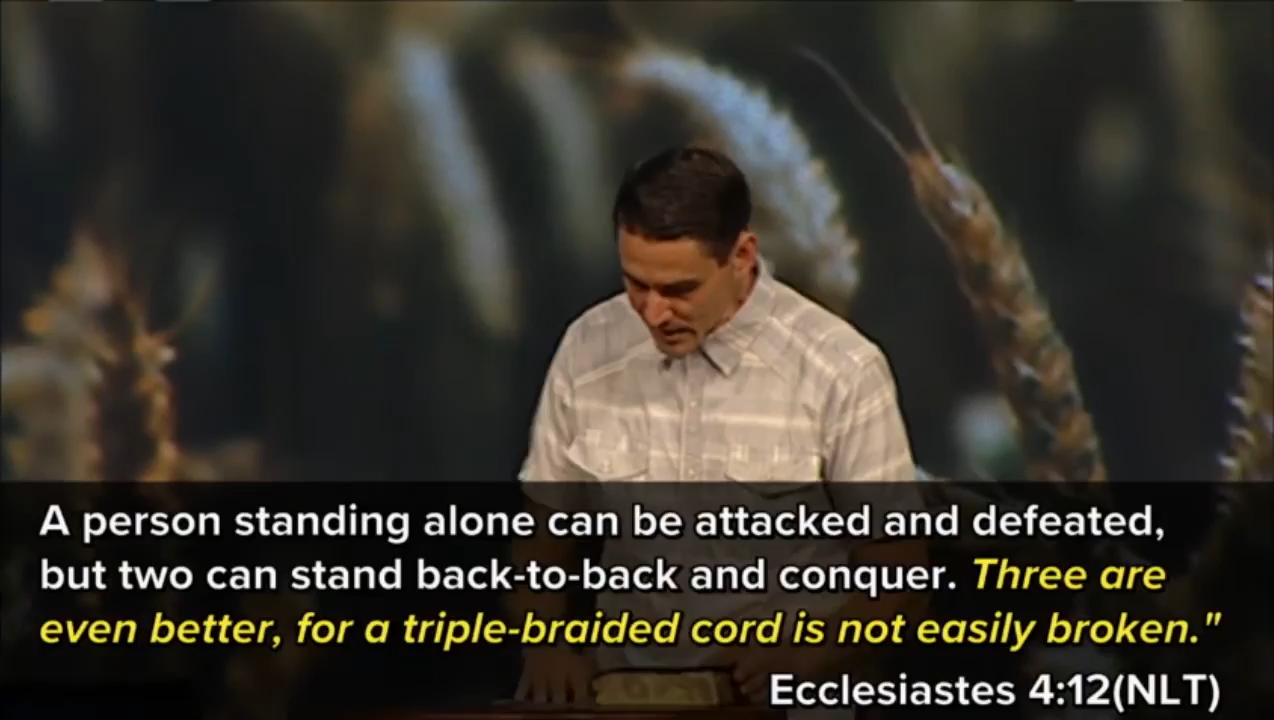 A person standing alone can be attacked and defeated,
but two can stand back-to-back and conquer. Three are
even better, for a triple-braided cord is not easily broken."
Ecclesiastes 4:12(NLT)